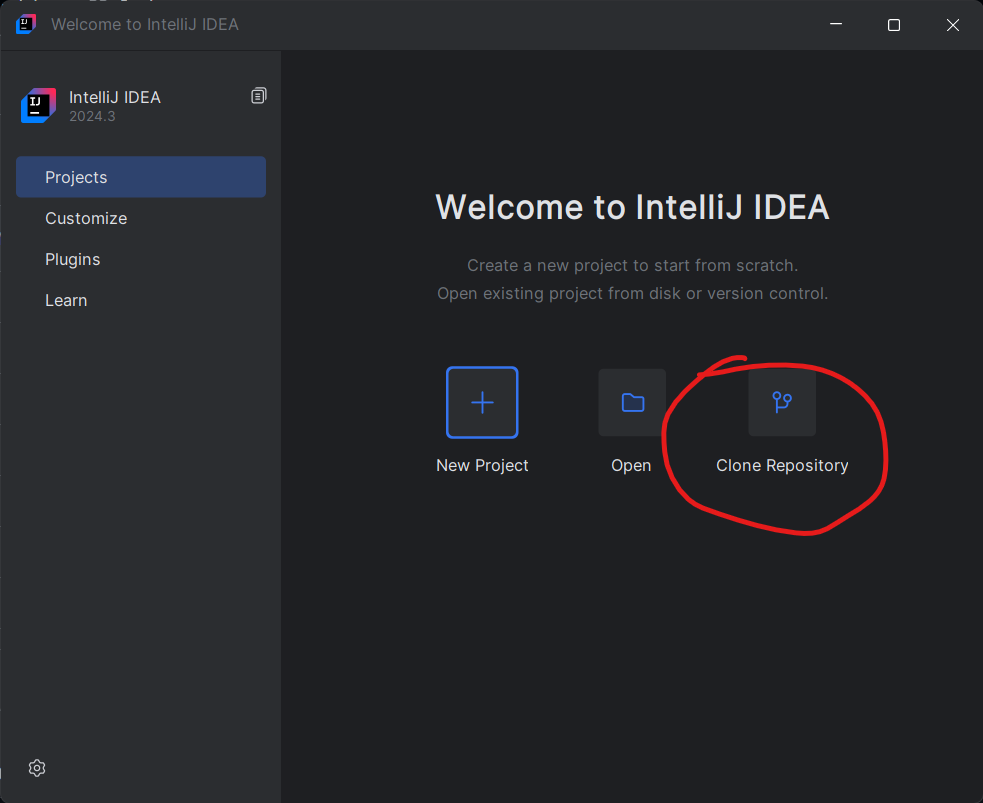 Welcome to IntelliJ IDEA
IntelliJ IDEA
2024.3
Projects
Customize
Plugins
Learn
Welcome to IntelliJ IDEA
Create a new project to start from scratch.
Open existing project from disk or version control.
New Project
Open
Clone Repository